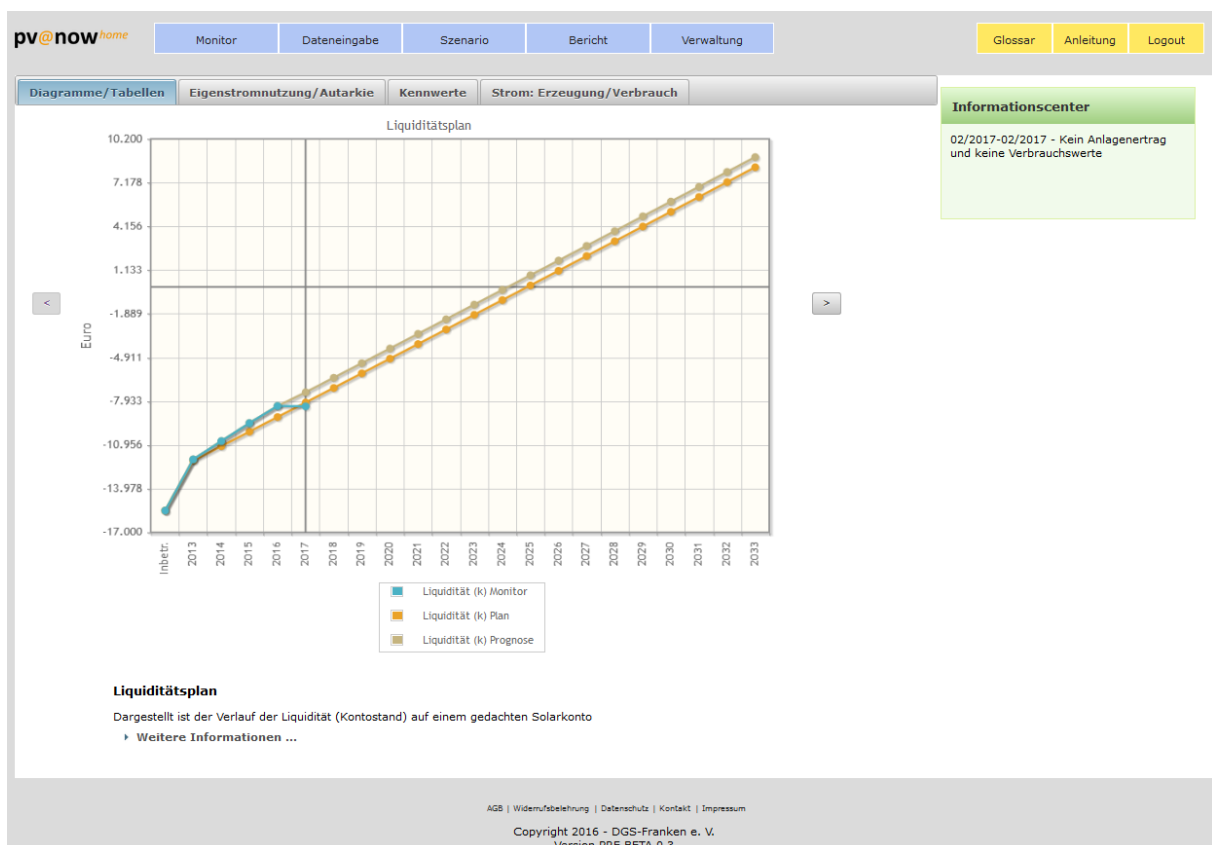 pv@now home
Monitor
Dateneingabe
Szenario
Bericht
Verwaltung
Glossar
Anleitung
Logout
Diagramme/Tabellen
Eigenstromnutzung/Autarkie
Kennwerte
Strom: Erzeugung/Verbrauch
Informationscenter
02/2017-02/2017 - Kein Anlagenertrag
und keine Verbrauchswerte
Liquiditätsplan
10.200
7.178
4.156
1.133
-1.889
-4.911
-7.933
-10.956
-13.978
-17.000
Euro
<
>
Inbetr.
2013
2014
2015
2016
2017
2018
2019
2020
2021
2022
2023
2024
2025
2026
2027
2028
2029
2030
2031
2032
2033
Liquidität (k) Monitor
Liquidität (k) Plan
Liquidität (k) Prognose
Liquiditätsplan
Dargestellt ist der Verlauf der Liquidität (Kontostand) auf einem gedachten Solarkonto
Weitere Informationen ...
AGB | Widerrufsbelehrung | Datenschutz | Kontakt | Impressum
Copyright 2016 - DGS-Franken e. V.
Version PRE BETA 0.3